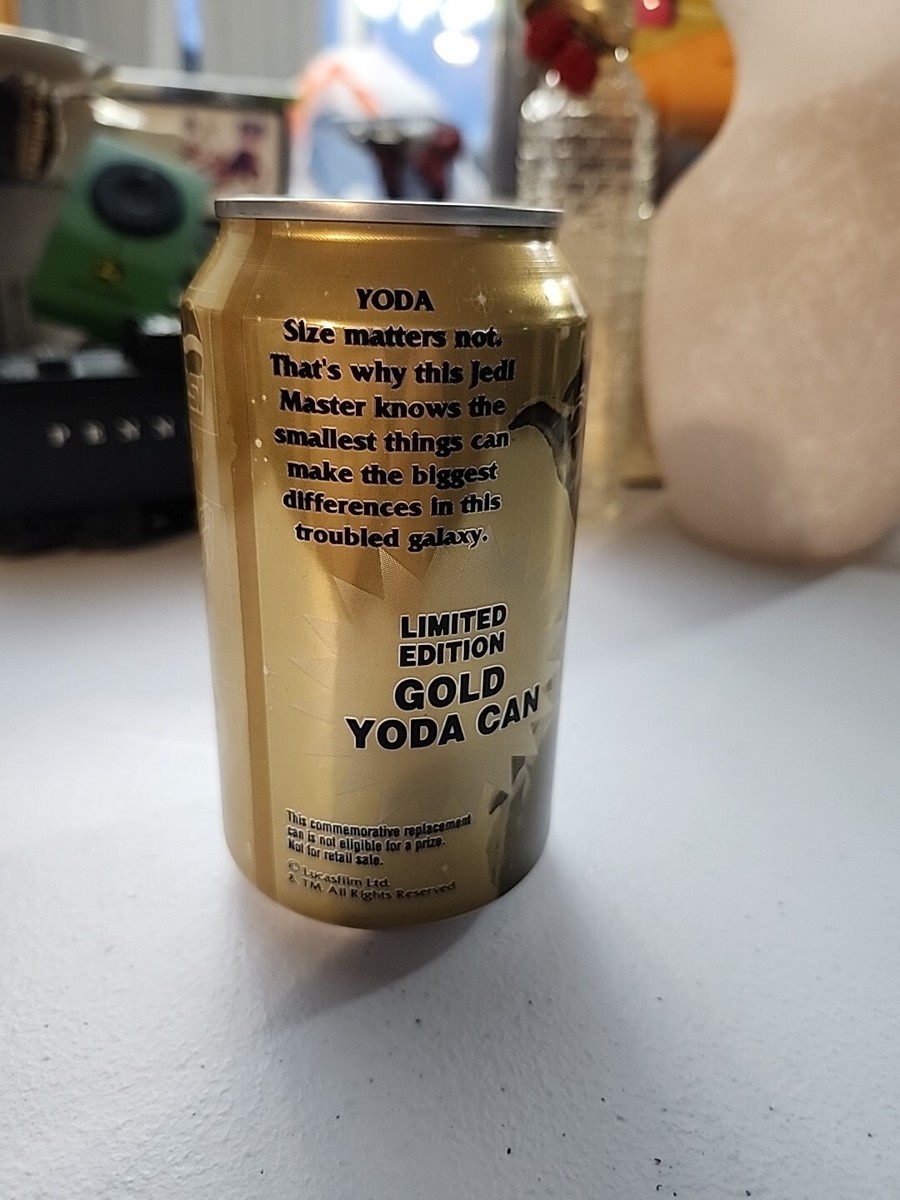 YODA
Size matters not.
That's why this Jedi
Master knows the
smallest things can
make the biggest
differences in this
troubled galaxy.
LIMITED
EDITION
GOLD
YODA CAN
This commemorative replacement
can is not eligible for a prize.
Not for retail sale.
© Lucasfilm Ltd.
& TM. All Rights Reserved